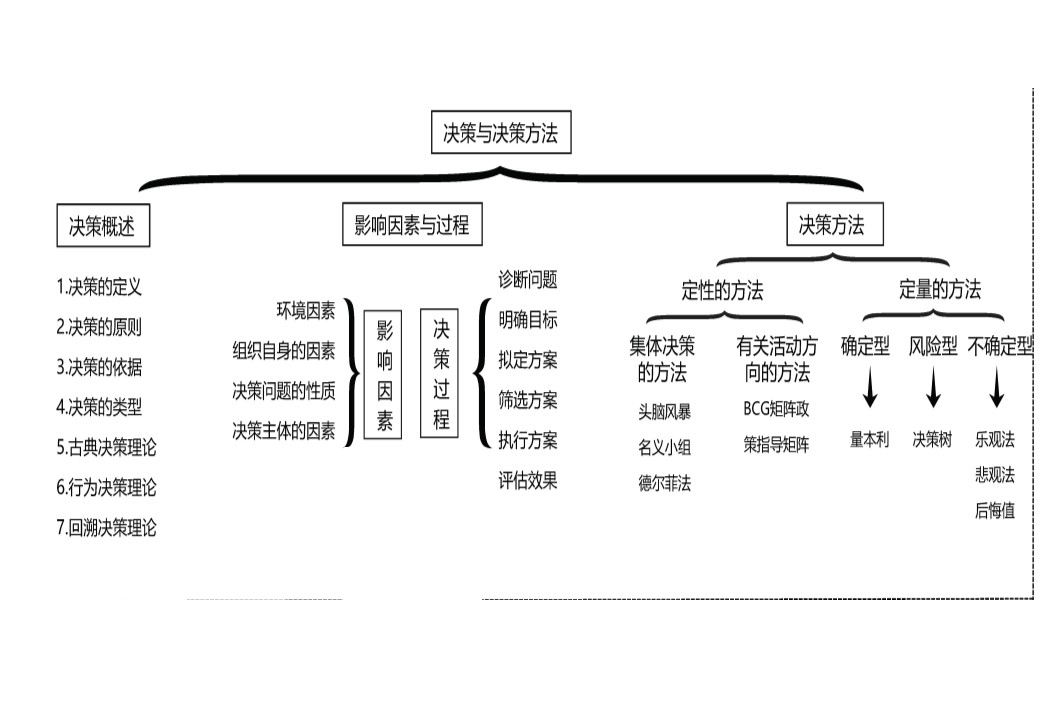 决策与决策方法
决策概述
1.决策的定义
2.决策的原则
3.决策的依据
4.决策的类型
5.古典决策理论
6.行为决策理论
7.回溯决策理论
影响因素与过程
环境因素
组织自身的因素
决策问题的性质
决策主体的因素
影响因素
决策过程
诊断问题
明确目标
拟定方案
筛选方案
执行方案
评估效果
决策方法
定性的方法
集体决策
的方法
头脑风暴
名义小组
德尔菲法
有关活动方
向的方法
BCG矩阵政
策指导矩阵
定量的方法
确定型
量本利
风险型
决策树
不确定型
乐观法
悲观法
后悔值